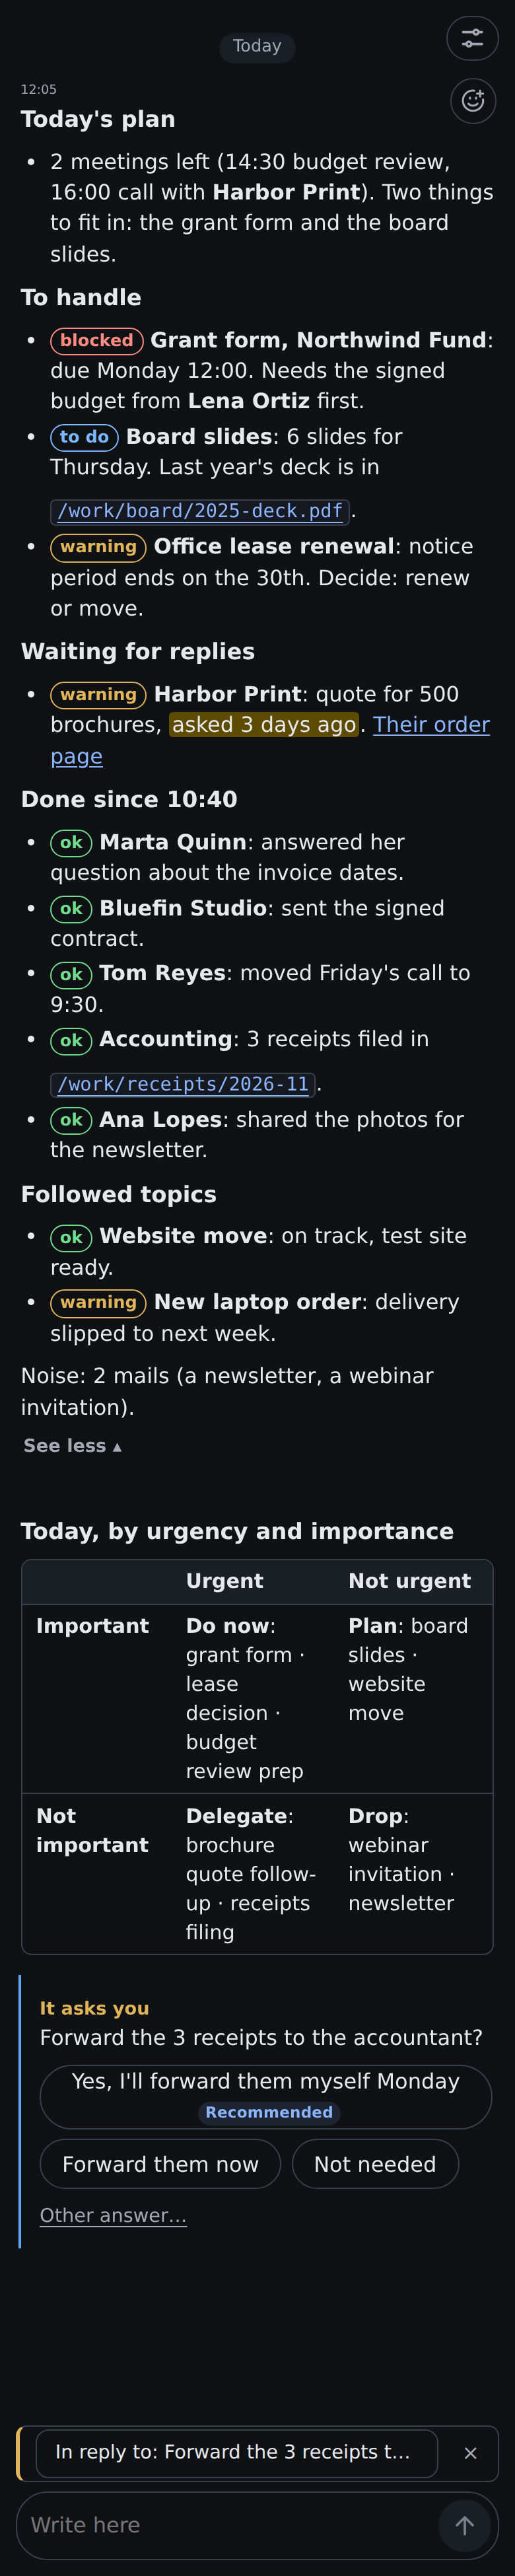 Today
12:05
Today's plan
• 2 meetings left (14:30 budget review,
16:00 call with Harbor Print). Two things
to fit in: the grant form and the board
slides.
To handle
• blocked Grant form, Northwind Fund:
due Monday 12:00. Needs the signed
budget from Lena Ortiz first.
• to do Board slides: 6 slides for
Thursday. Last year's deck is in
/work/board/2025-deck.pdf.
• warning Office lease renewal: notice
period ends on the 30th. Decide: renew
or move.
Waiting for replies
• warning Harbor Print: quote for 500
brochures, asked 3 days ago. Their order
page
Done since 10:40
• ok Marta Quinn: answered her
question about the invoice dates.
• ok Bluefin Studio: sent the signed
contract.
• ok Tom Reyes: moved Friday's call to
9:30.
• ok Accounting: 3 receipts filed in
/work/receipts/2026-11.
• ok Ana Lopes: shared the photos for
the newsletter.
Followed topics
• ok Website move: on track, test site
ready.
• warning New laptop order: delivery
slipped to next week.
Noise: 2 mails (a newsletter, a webinar
invitation).
See less ▴
Today, by urgency and importance
Urgent Not urgent
Important
Do now:
grant form ·
lease
decision ·
budget
review prep
Plan: board
slides ·
website
move
Not
important
Delegate:
brochure
quote follow-
up · receipts
filing
Drop:
webinar
invitation ·
newsletter
It asks you
Forward the 3 receipts to the accountant?
Yes, I'll forward them myself Monday
Recommended
Forward them now
Not needed
Other answer…
In reply to: Forward the 3 receipts t… ×
Write here